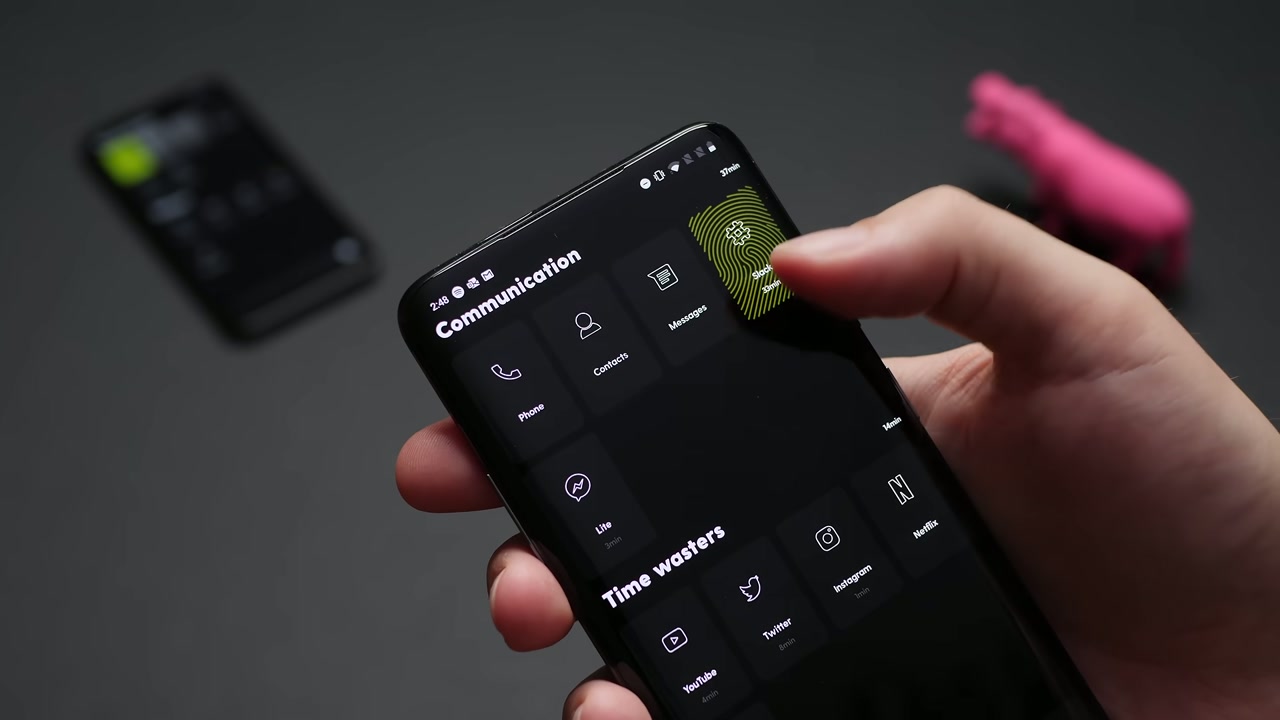 2:48
37min
Communication
Phone
Contacts
Messages
Slack
33min
Lite
3min
14min
Time wasters
YouTube
4min
Twitter
8min
Instagram
1min
Netflix